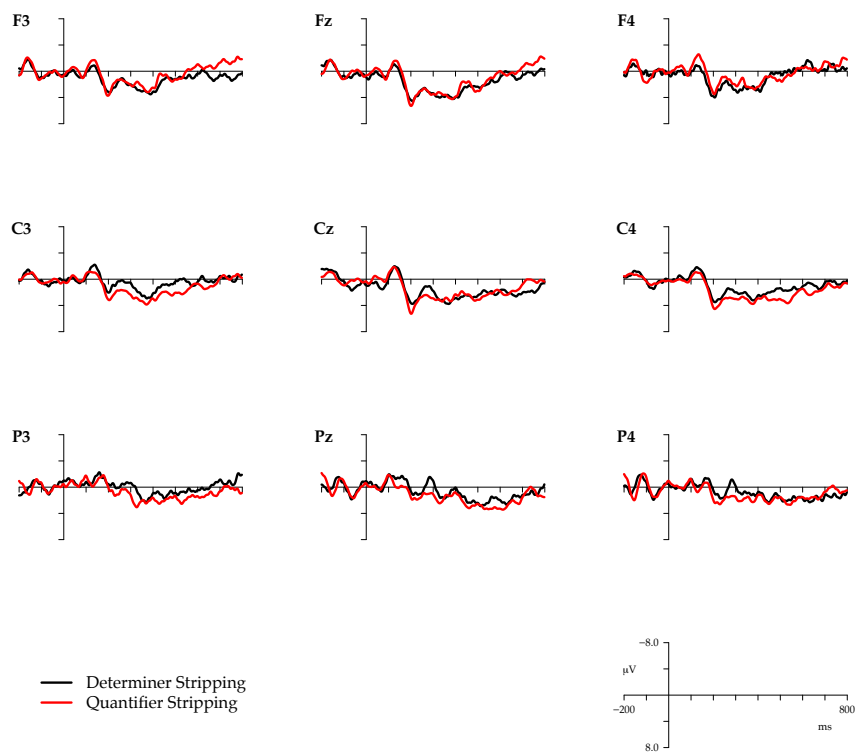 F3
Fz
F4
C3
Cz
C4
P3
Pz
P4
−8.0
μV
−200
800
ms
8.0
Determiner Stripping
Quantifier Stripping